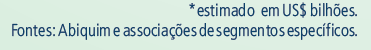 *estimado em US$ bilhões.
Fontes: Abiquim e associações de segmentos específicos.